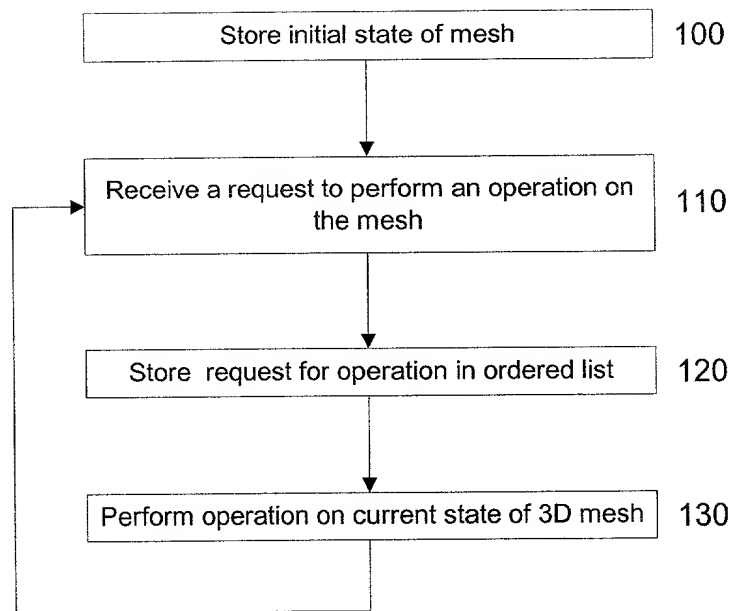 Store initial state of mesh 100
Receive a request to perform an operation on
the mesh
110
Store request for operation in ordered list 120
Perform operation on current state of 3D mesh 130